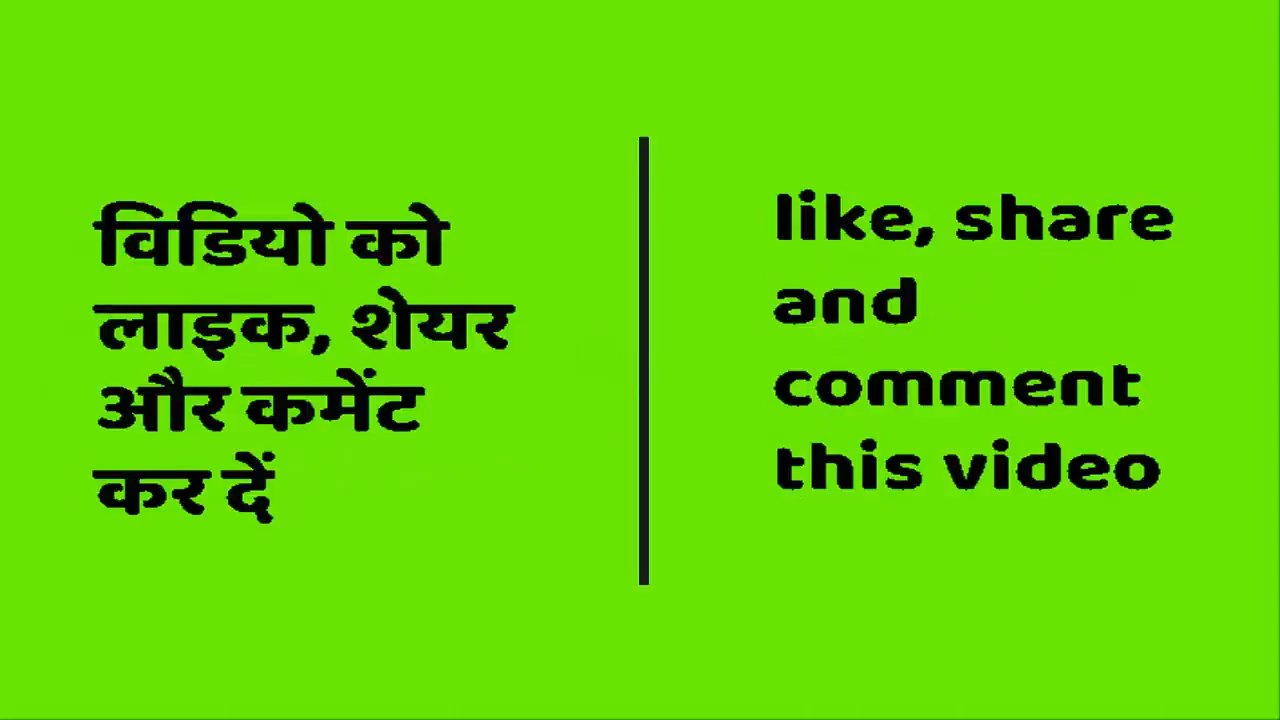 विडियो को
लाइक, शेयर
और कमेंट
कर दें
like, share
and
comment
this video